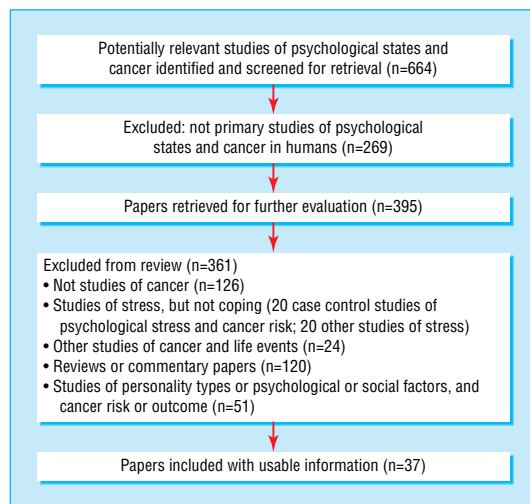 Potentially relevant studies of psychological states and
cancer identified and screened for retrieval (n=664)
Excluded: not primary studies of psychological
states and cancer in humans (n=269)
Papers retrieved for further evaluation (n=395)
Excluded from review (n=361)
• Not studies of cancer (n=126)
• Studies of stress, but not coping (20 case control studies of
psychological stress and cancer risk; 20 other studies of stress)
• Other studies of cancer and life events (n=24)
• Reviews or commentary papers (n=120)
• Studies of personality types or psychological or social factors, and
cancer risk or outcome (n=51)
Papers included with usable information (n=37)